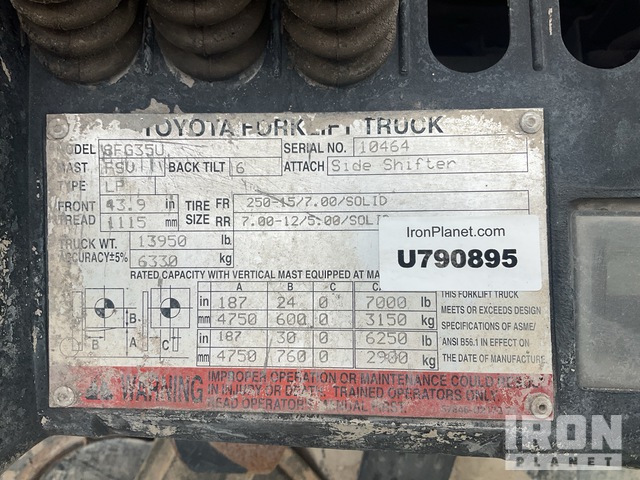 TOYOTA FORKLIFT TRUCK
MODEL 8FG35U SERIAL NO. 10464
MAST FSV BACK TILT 6 ATTACH Side Shifter
TYPE LP
FRONT 43.9 in TIRE FR 250-15/7.00/SOLID
TREAD 1115 mm SIZE RR 7.00-12/5.00/SOLID
TRUCK WT. 13950 lb
ACCURACY±5% 6330 kg
IronPlanet.com
U790895
RATED CAPACITY WITH VERTICAL MAST EQUIPPED AT MA
A B C
in 187 24 0 7000 lb
mm 4750 600 0 3150 kg
in 187 30 0 6250 lb
mm 4750 760 0 2900 kg
B
B A C
THIS FORKLIFT TRUCK
MEETS OR EXCEEDS DESIGN
SPECIFICATIONS OF ASME/
ANSI B56.1 IN EFFECT ON
THE DATE OF MANUFACTURE
WARNING
IMPROPER OPERATION OR MAINTENANCE COULD RESULT
IN INJURY OR DEATH. TRAINED OPERATORS ONLY.
READ OPERATOR'S MANUAL FIRST.
IRON
PLANET